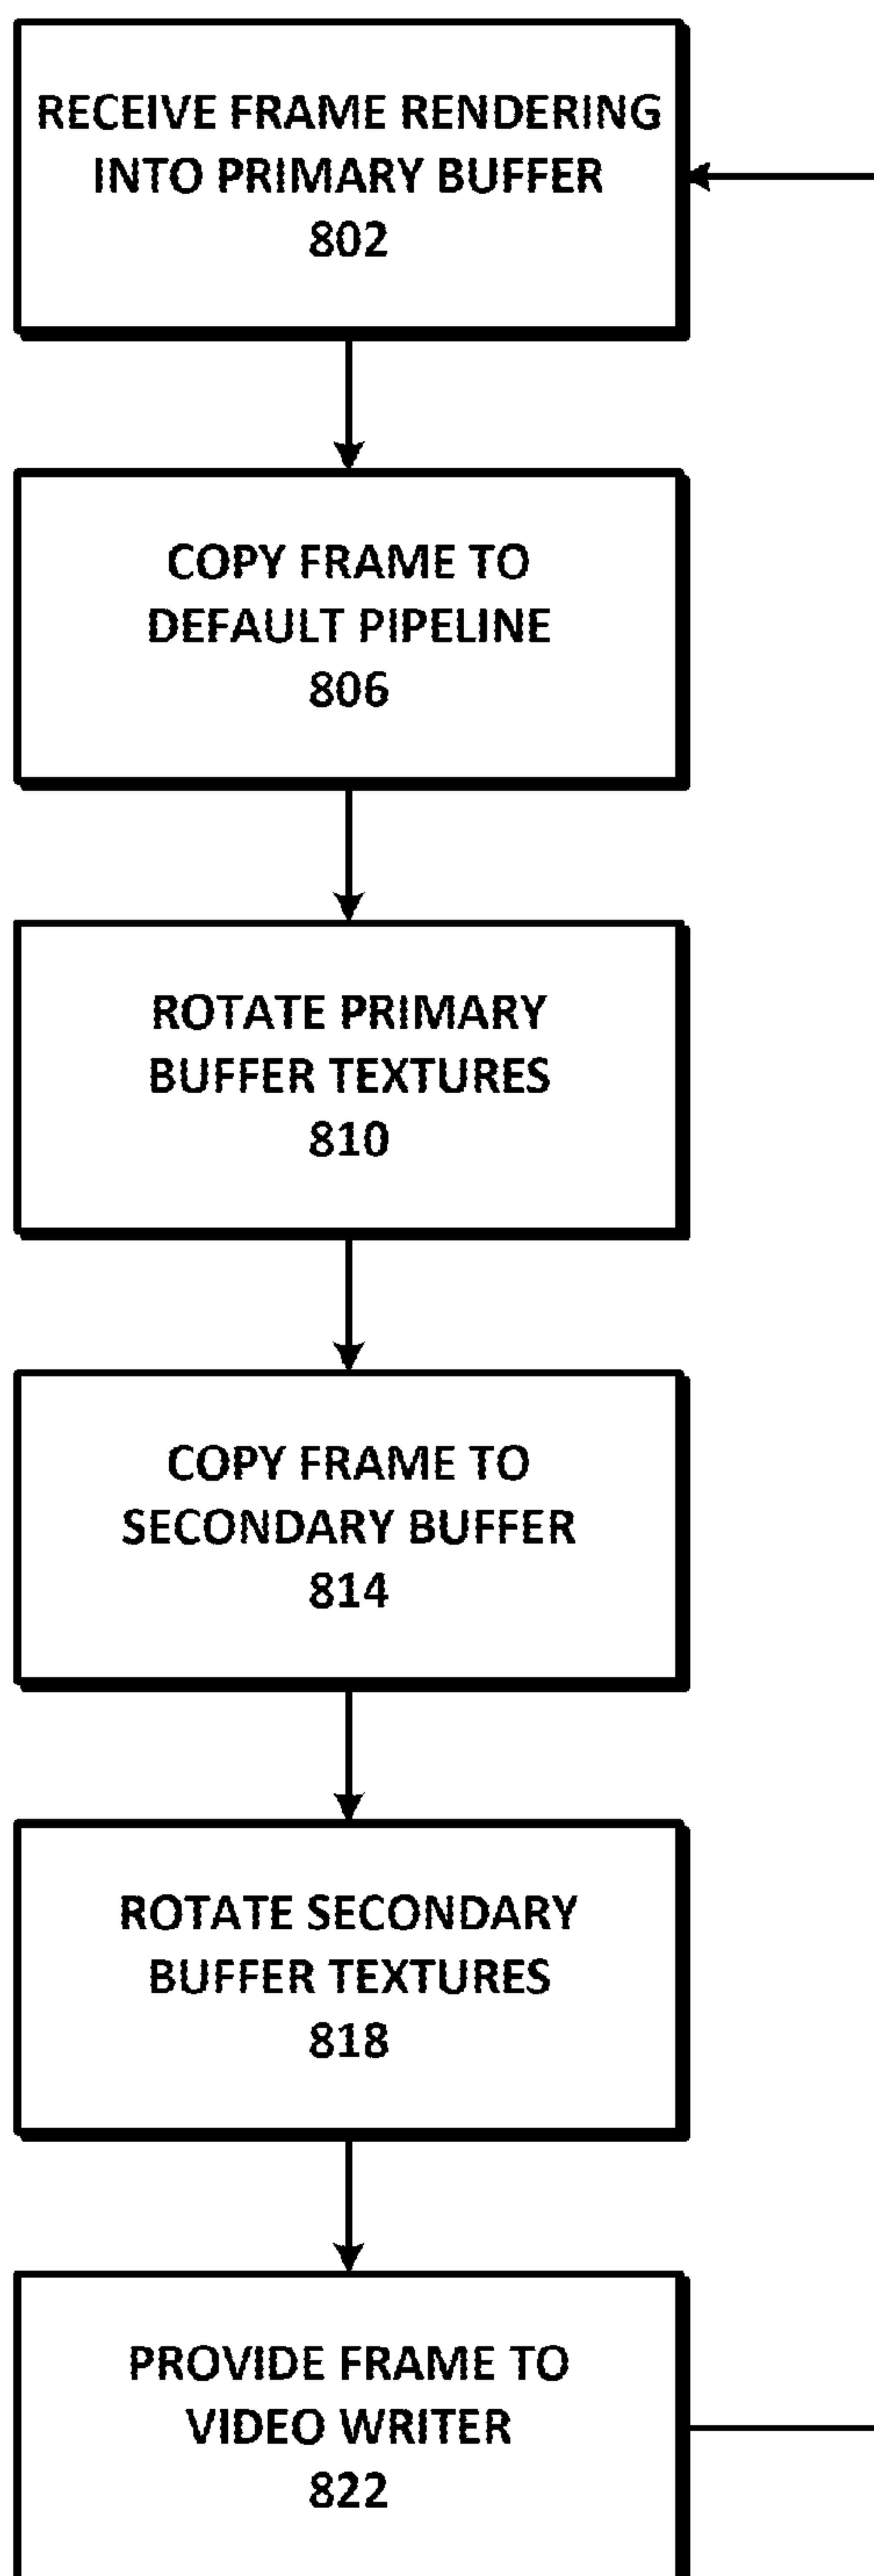 RECEIVE FRAME RENDERING
INTO PRIMARY BUFFER
802
COPY FRAME TO
DEFAULT PIPELINE
806
ROTATE PRIMARY
BUFFER TEXTURES
810
COPY FRAME TO
SECONDARY BUFFER
814
ROTATE SECONDARY
BUFFER TEXTURES
818
PROVIDE FRAME TO
VIDEO WRITER
822